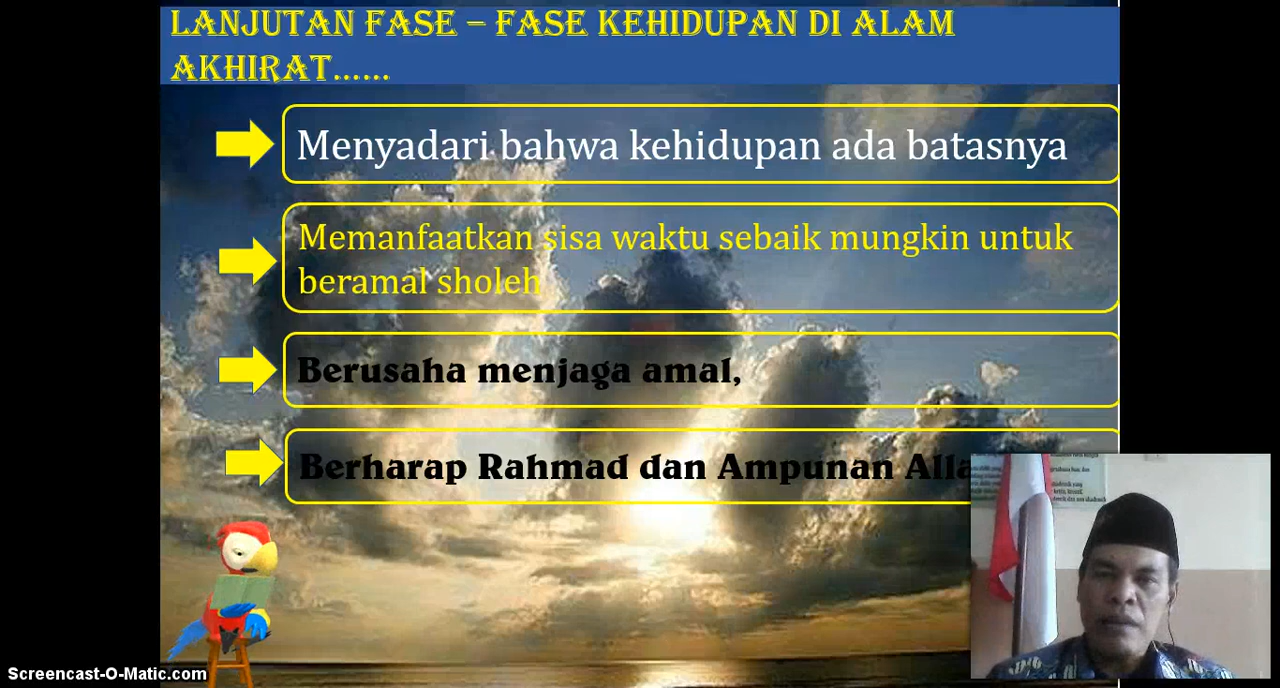 LANJUTAN FASE – FASE KEHIDUPAN DI ALAM
AKHIRAT......
Menyadari bahwa kehidupan ada batasnya
Memanfaatkan sisa waktu sebaik mungkin untuk
beramal sholeh
Berusaha menjaga amal,
Berharap Rahmad dan Ampunan Alla
Screencast-O-Matic.com